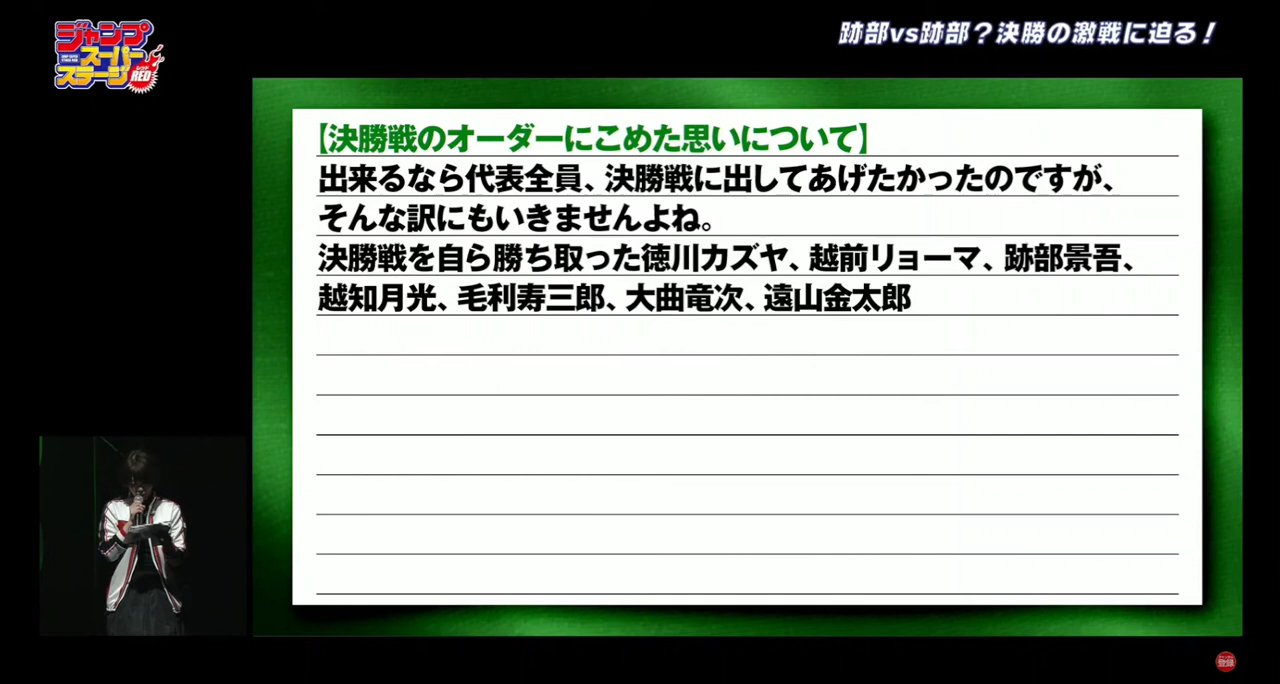 ジャンプ
スーパー
ステージ
RED
跡部vs跡部？決勝の激戦に迫る！
【決勝戦のオーダーにこめた思いについて】
出来るなら代表全員、決勝戦に出してあげたかったのですが、
そんな訳にもいきませんよね。
決勝戦を自ら勝ち取った徳川カズヤ、越前リョーマ、跡部景吾、
越知月光、毛利寿三郎、大曲竜次、遠山金太郎
登録